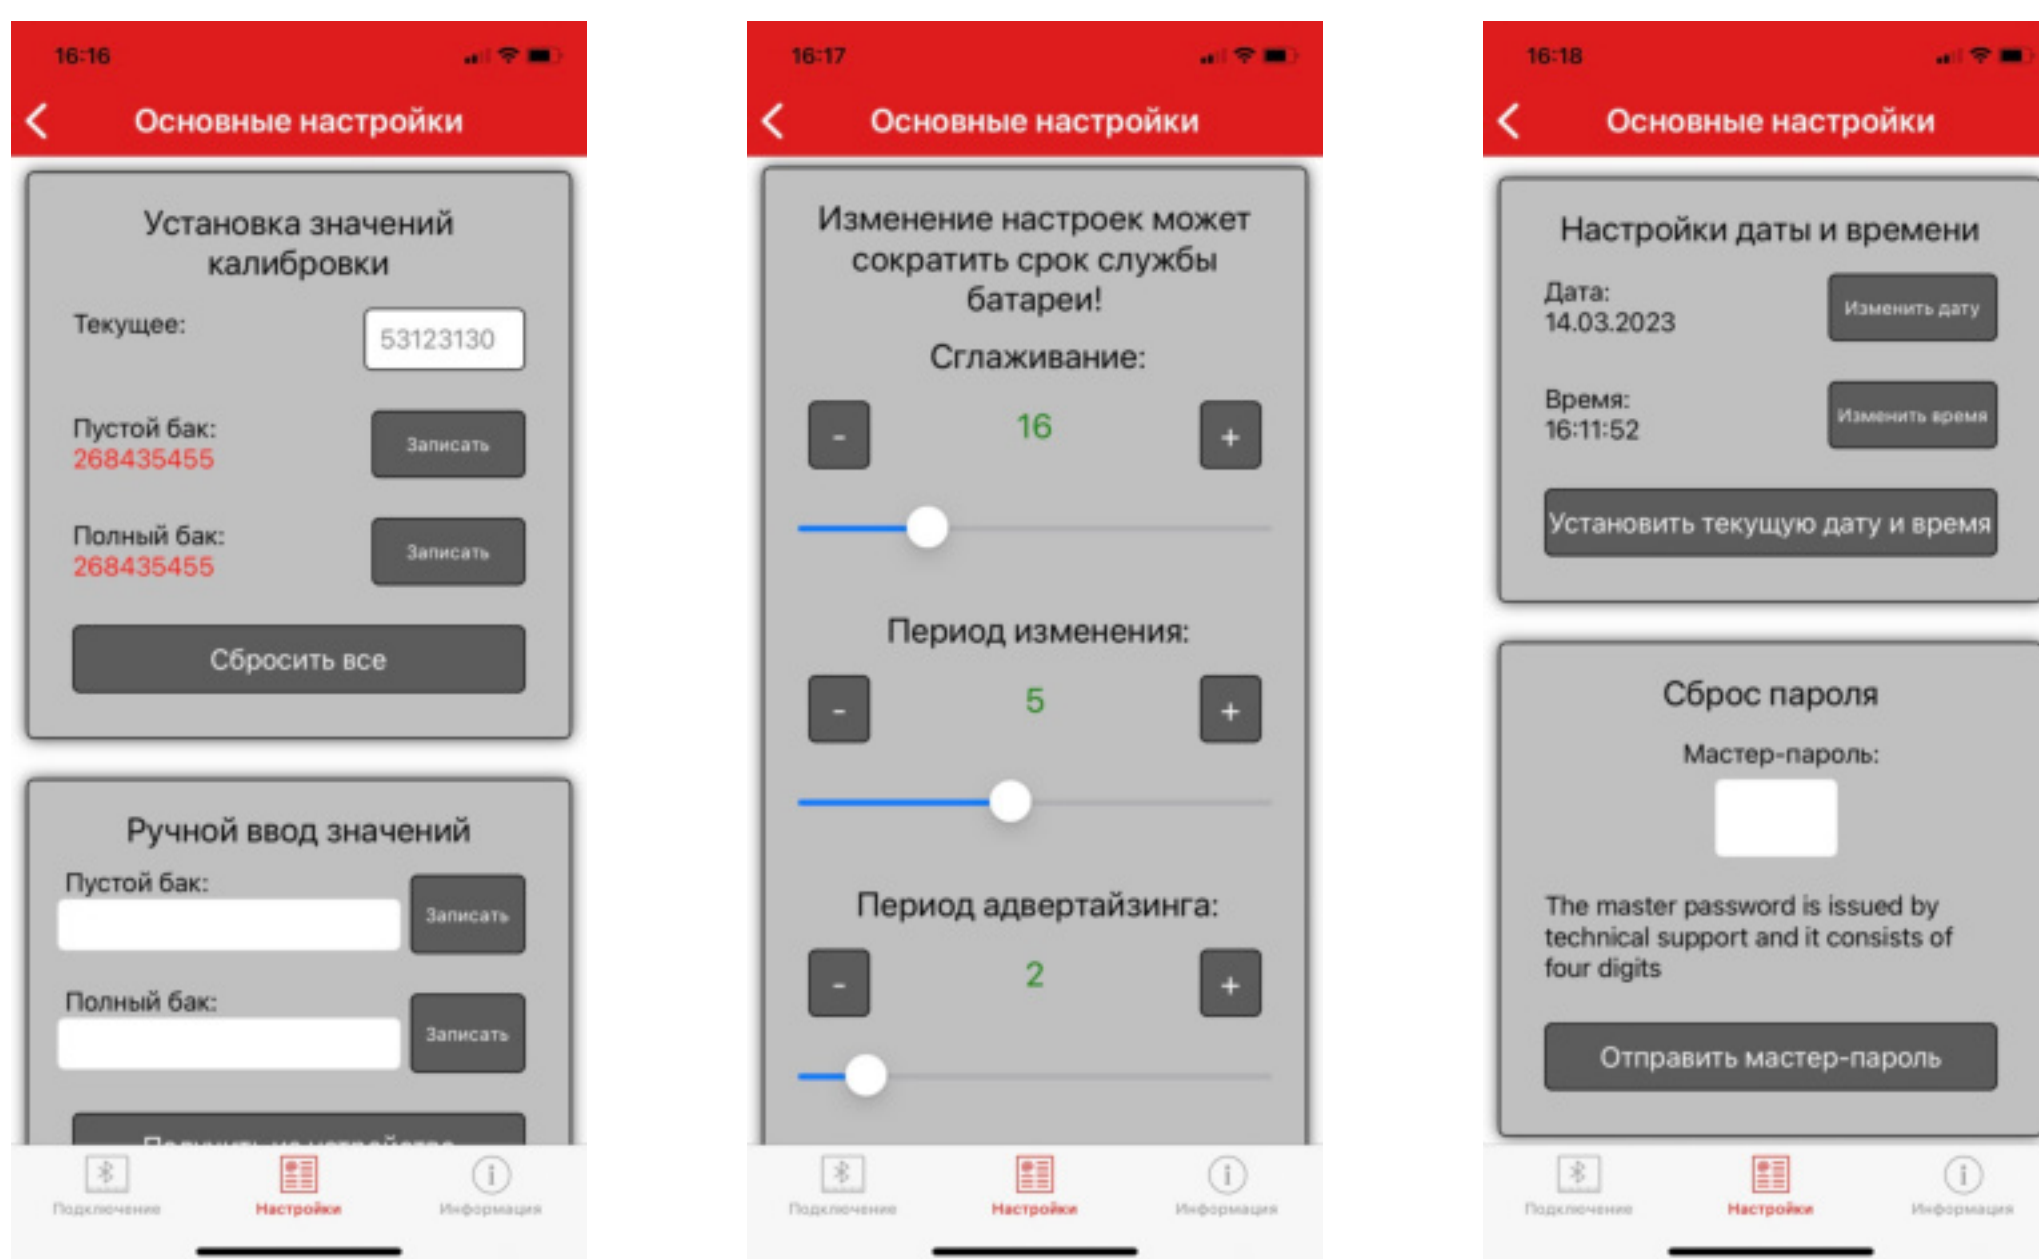 16:16
Основные настройки
Установка значений
калибровки
Текущее:
53123130
Пустой бак:
268435455
Записать
Полный бак:
268435455
Записать
Сбросить все
Ручной ввод значений
Пустой бак:
Записать
Полный бак:
Записать
Получить из устройства
Подключение
Настройки
Информация
16:17
Основные настройки
Изменение настроек может
сократить срок службы
батареи!
Сглаживание:
-
16
+
Период изменения:
-
5
+
Период адвертайзинга:
-
2
+
Подключение
Настройки
Информация
16:18
Основные настройки
Настройки даты и времени
Дата:
14.03.2023
Изменить дату
Время:
16:11:52
Изменить время
Установить текущую дату и время
Сброс пароля
Мастер-пароль:
The master password is issued by
technical support and it consists of
four digits
Отправить мастер-пароль
Подключение
Настройки
Информация